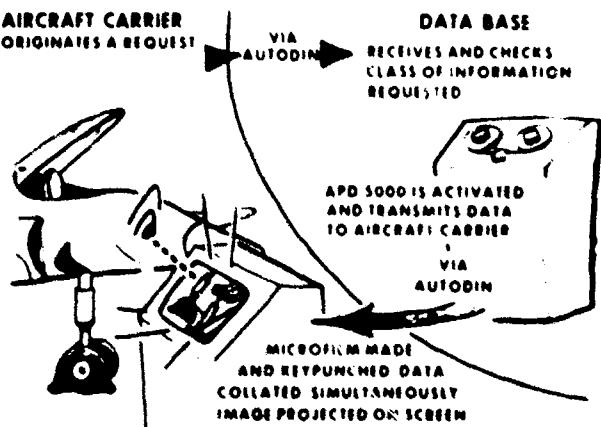 AIRCRAFT CARRIER
ORIGINATES A REQUEST
VIA
AUTODIN
DATA BASE
RECEIVES AND CHECKS
CLASS OF INFORMATION
REQUESTED
APD 5000 IS ACTIVATED
AND TRANSMITS DATA
TO AIRCRAFT CARRIER
VIA
AUTODIN
MICROFILM MADE
AND KEYPUNCHED DATA
COLLATED SIMULTANEOUSLY
IMAGE PROJECTED ON SCREEN